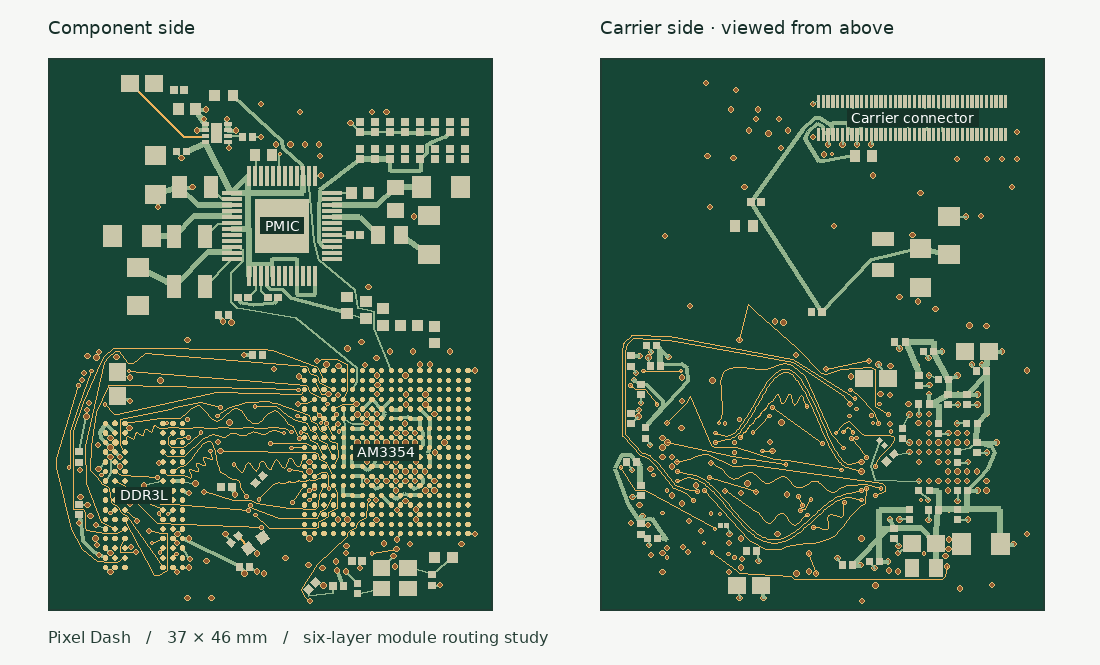 Component side
Carrier side · viewed from above
Carrier connector
PMIC
AM3354
DDR3L
Pixel Dash / 37 × 46 mm / six-layer module routing study